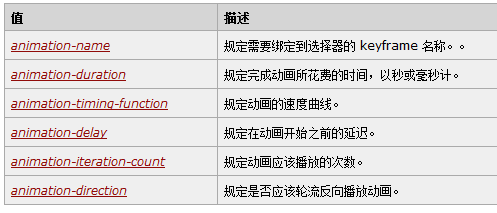 值 描述
animation-name 规定需要绑定到选择器的 keyframe 名称。。
animation-duration 规定完成动画所花费的时间，以秒或毫秒计。
animation-timing-function 规定动画的速度曲线。
animation-delay 规定在动画开始之前的延迟。
animation-iteration-count 规定动画应该播放的次数。
animation-direction 规定是否应该轮流反向播放动画。